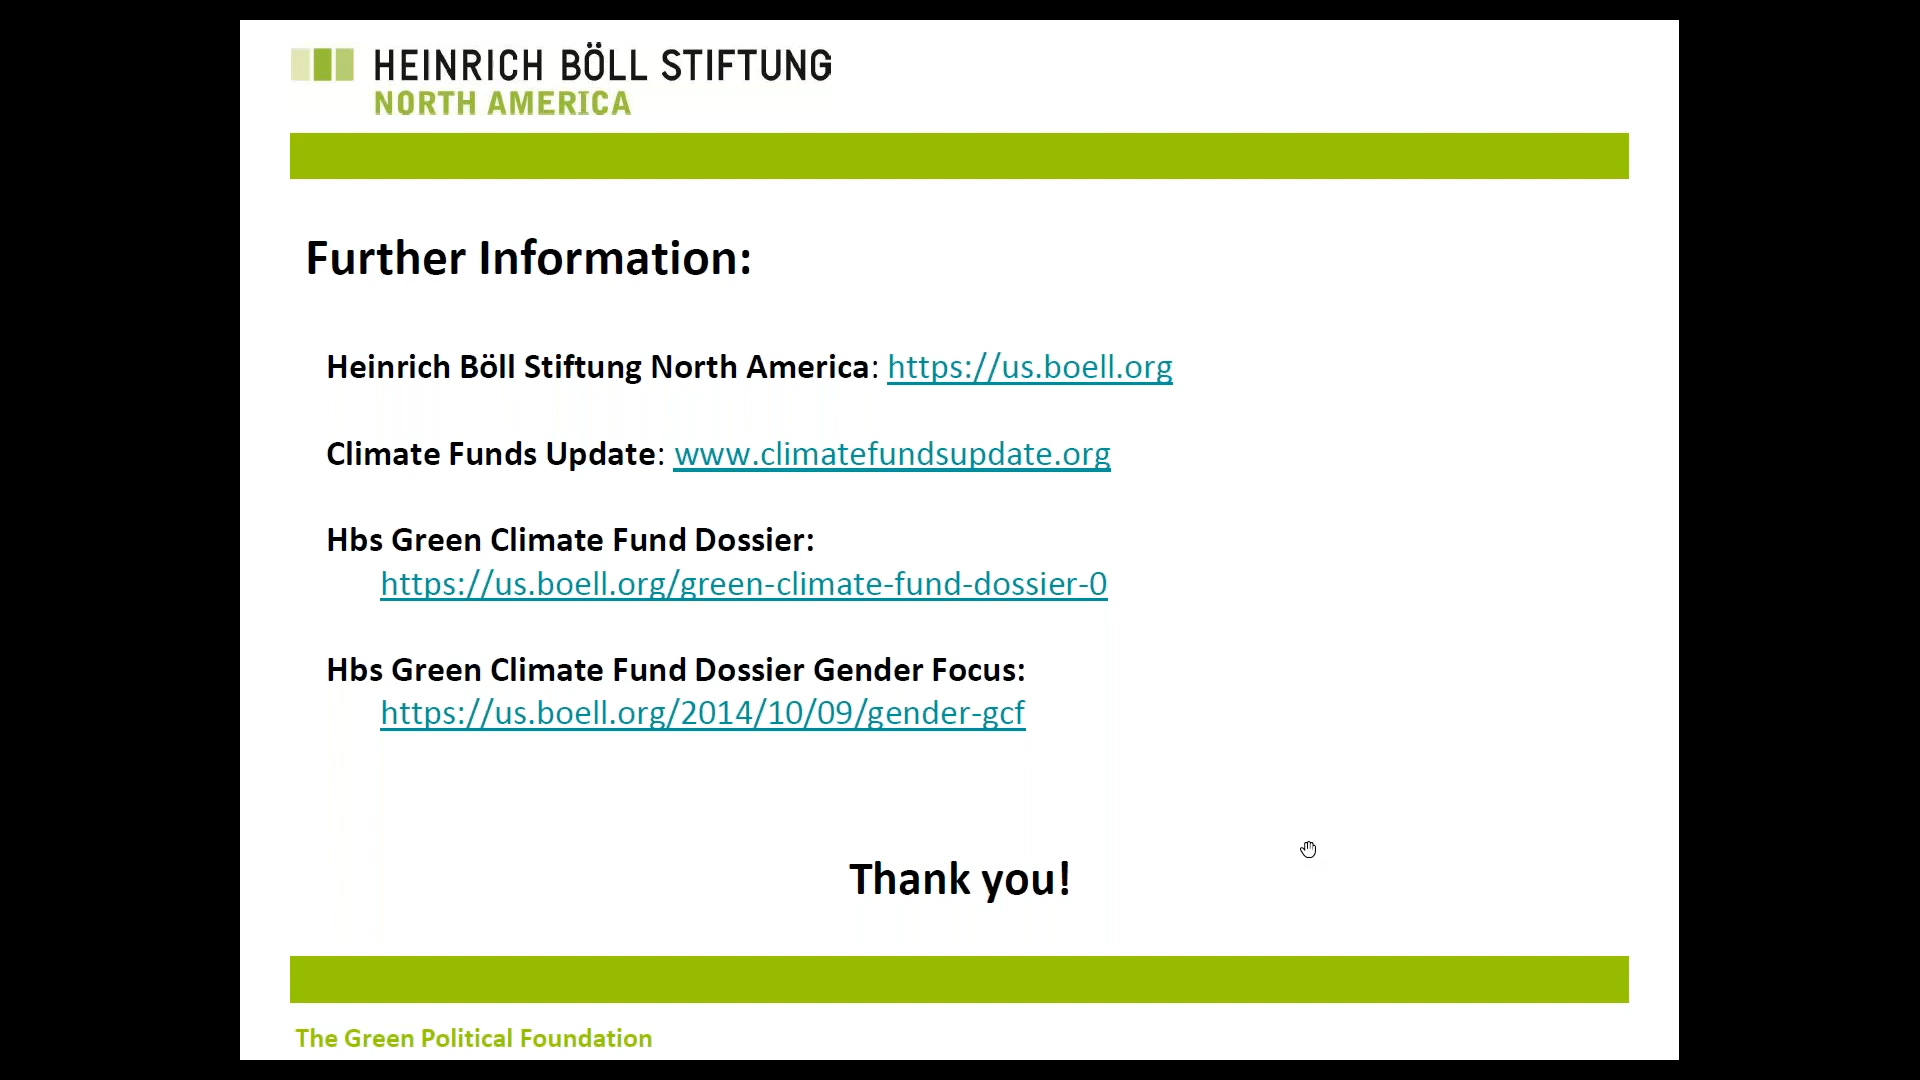 HEINRICH BÖLL STIFTUNG
NORTH AMERICA
Further Information:
Heinrich Böll Stiftung North America: https://us.boell.org
Climate Funds Update: www.climatefundsupdate.org
Hbs Green Climate Fund Dossier:
https://us.boell.org/green-climate-fund-dossier-0
Hbs Green Climate Fund Dossier Gender Focus:
https://us.boell.org/2014/10/09/gender-gcf
Thank you!
The Green Political Foundation